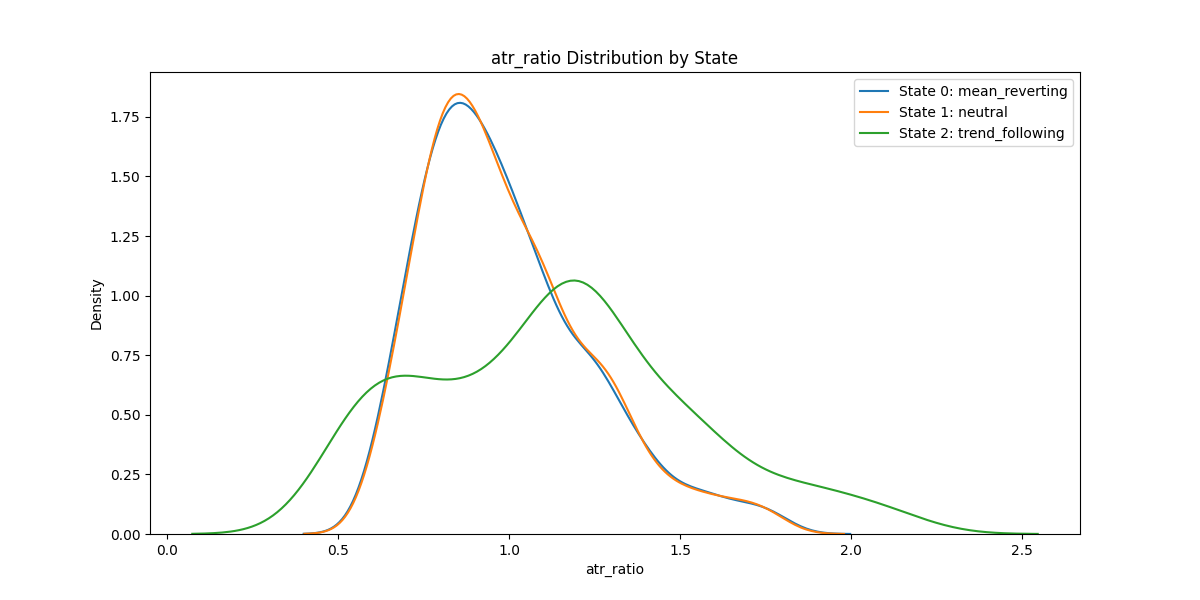 atr_ratio Distribution by State
State 0: mean_reverting
State 1: neutral
State 2: trend_following
Density
1.75
1.50
1.25
1.00
0.75
0.50
0.25
0.00
0.0 0.5 1.0 1.5 2.0 2.5
atr_ratio